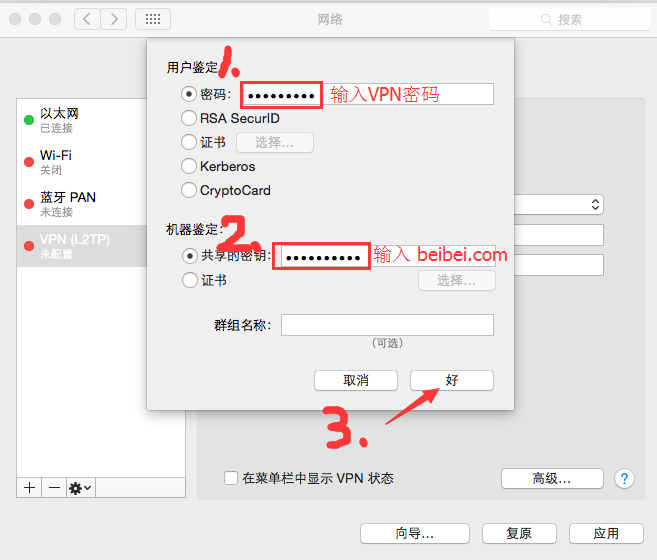 网络
搜索
1.
用户鉴定:
密码: ••••••••• 输入VPN密码
RSA SecurID
证书 选择...
Kerberos
CryptoCard
2.
机器鉴定:
共享的密钥: •••••••••• 输入 beibei.com
证书 选择...
群组名称:
(可选)
取消 好
3.
以太网
已连接
Wi-Fi
关闭
蓝牙 PAN
未连接
VPN (L2TP)
未配置
在菜单栏中显示 VPN 状态 高级... ?
向导... 复原 应用